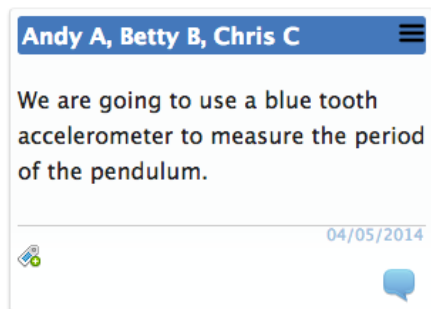 Andy A, Betty B, Chris C
We are going to use a blue tooth
accelerometer to measure the period
of the pendulum.
04/05/2014